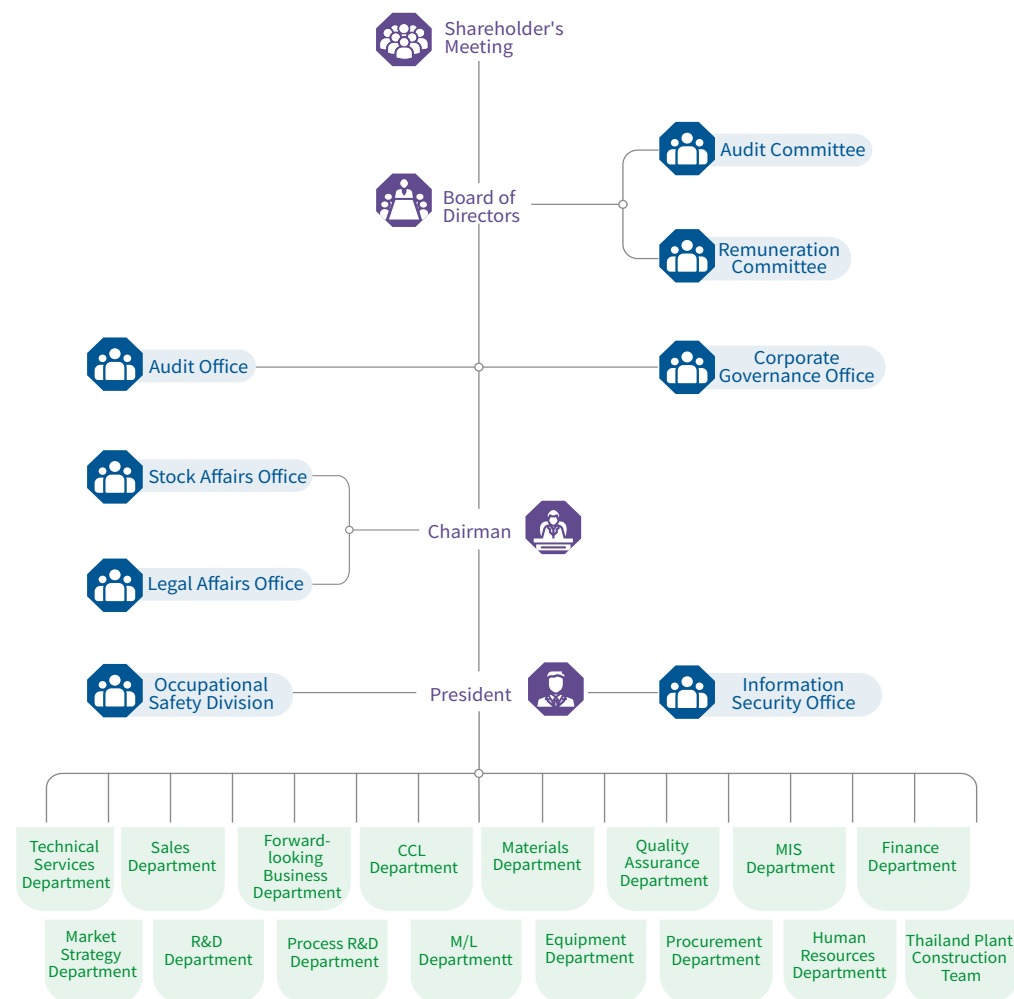 Shareholder's
Meeting
Audit Committee
Board of
Directors
Remuneration
Committee
Audit Office
Corporate
Governance Office
Stock Affairs Office
Chairman
Legal Affairs Office
Occupational
Safety Division
President
Information
Security Office
Technical
Services
Department
Sales
Department
Forward-
looking
Business
Department
CCL
Department
Materials
Department
Quality
Assurance
Department
MIS
Department
Finance
Department
Market
Strategy
Department
R&D
Department
Process R&D
Department
M/L
Departmentt
Equipment
Department
Procurement
Department
Human
Resources
Departmentt
Thailand Plant
Construction
Team